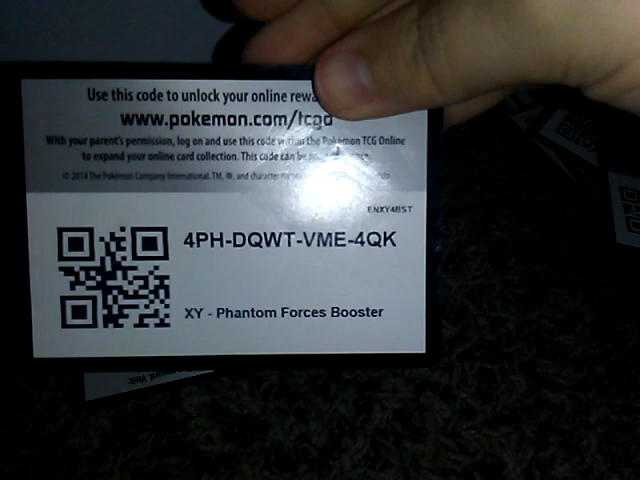 Use this code to unlock your online
www.pokemon.com/tcgo
With your parent's permission, log on and use this code within the Pokémon TCG Online
to expand your online card collection. This code can be
© 2014 The Pokémon Company International. TM, ®, and character
ENXY4BST
4PH-DQWT-VME-4QK
XY - Phantom Forces Booster